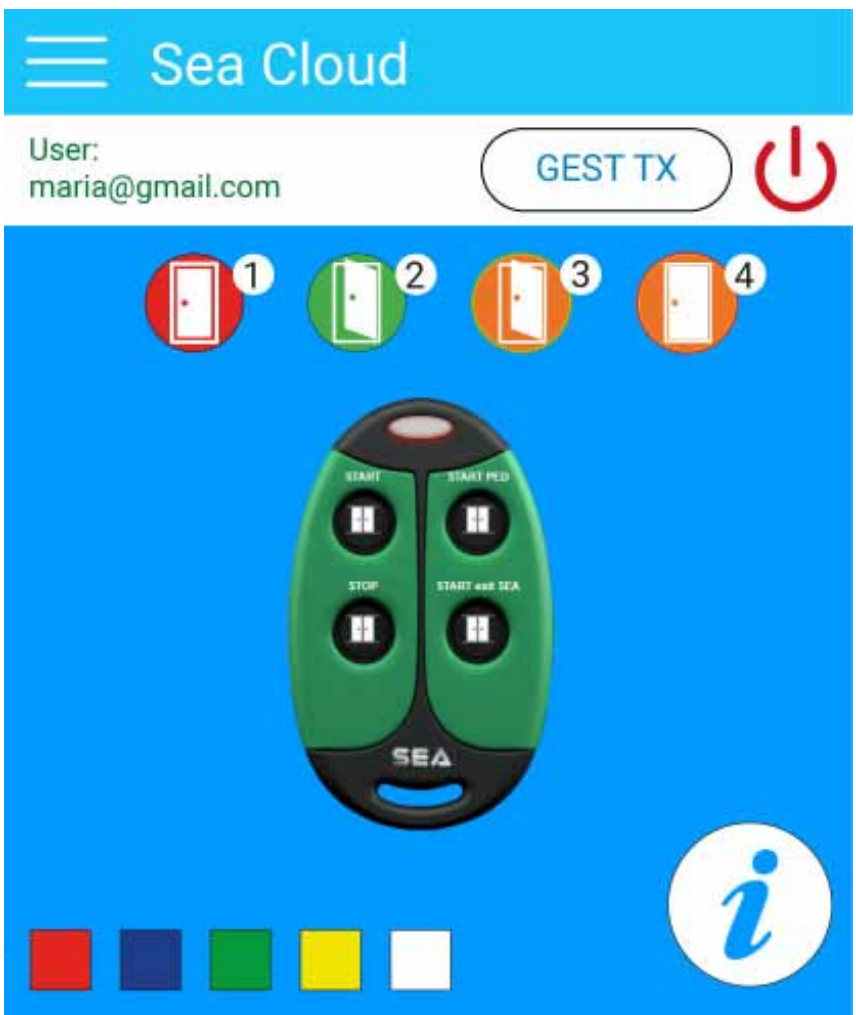 Sea Cloud
User:
maria@gmail.com
GEST TX
1
2
3
4
START
START PED
STOP
START exit SEA
SEA
i